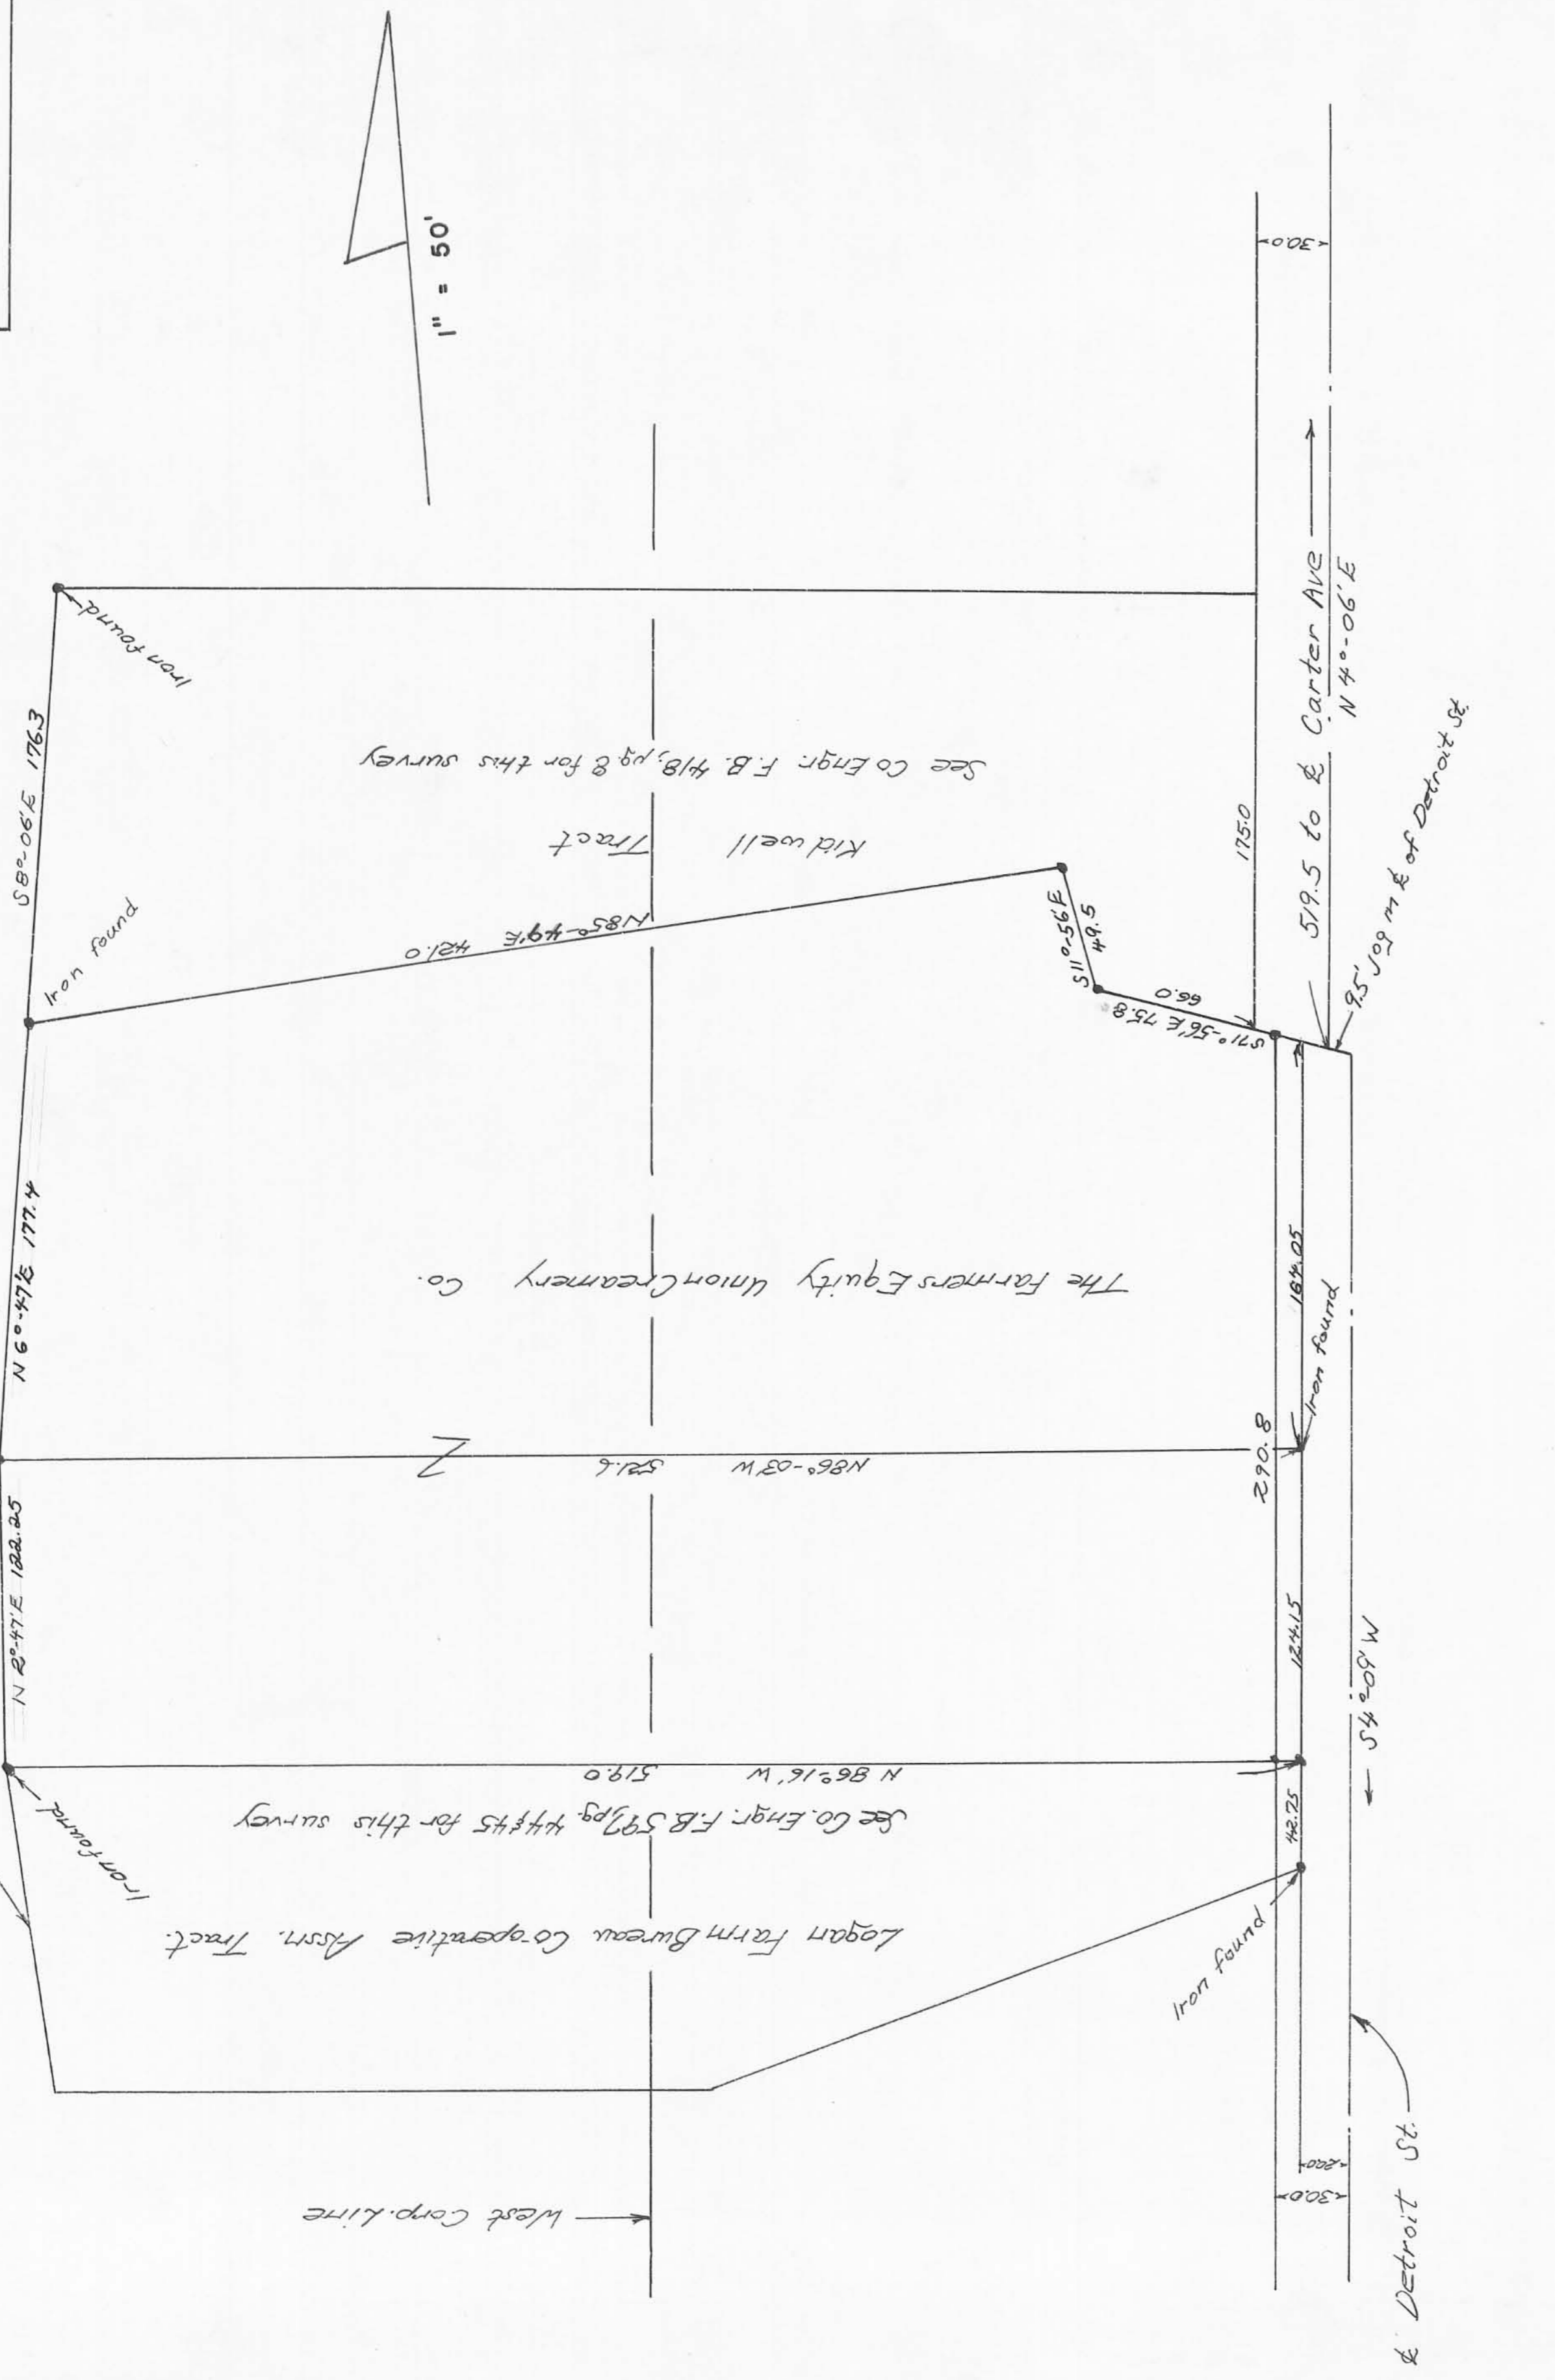 1" = 50'
Iron found
S8°-06'E 176.3
See Co Engr. F.B. 418, pg. 8 for this survey
Kidwell Tract
N85°-49'E 421.0
Iron found
S11°-56'E
49.5
66.0
S71°-56'E 75.8
175.0
~30.0~
519.5 to ℄ Carter Ave
N 4°-06' E
9.5' Jog in ℄ of Detroit St.
N 6°-47'E 177.4
The Farmers Equity Union Creamery Co.
164.05
Iron found
290.8
N86°-03'W 521.6
N 2°-47'E 122.25
124.15
S4°-09'W
N 86°-16' W 519.0
See Co. Engr. F.B. 597, pg. 44&45 for this survey
Iron found
42.75
Logan Farm Bureau Co-operative Assn. Tract.
Iron found
West Corp. Line
~20.0~
~30.0~
℄ Detroit St.